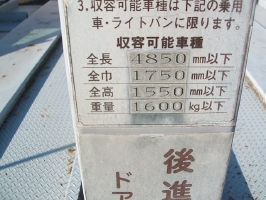 3.収容可能車種は下記の乗用
車・ライトバンに限ります。
収容可能車種
全長 4850 mm以下
全巾 1750 mm以下
全高 1550 mm以下
重量 1600 kg以下
後進
ドア